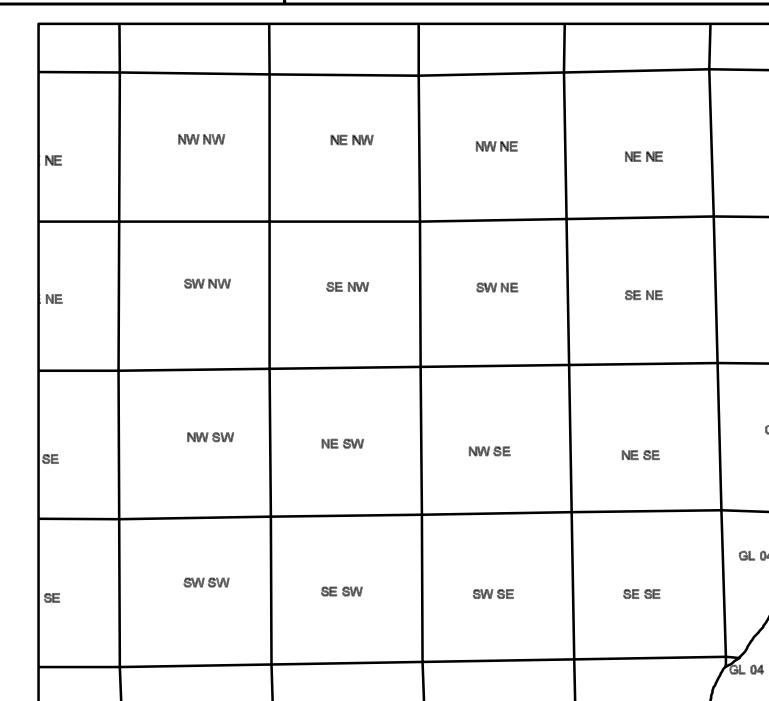 NW NW
NE NW
NW NE
NE NE
NE
SW NW
SE NW
SW NE
SE NE
NE
NW SW
NE SW
NW SE
NE SE
SE
SW SW
SE SW
SW SE
SE SE
SE
GL 04
GL 04